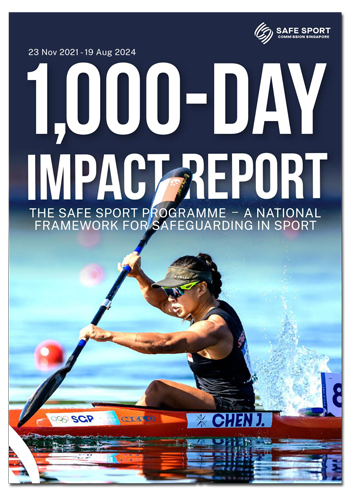 SAFE SPORT
COMMISSION SINGAPORE
23 Nov 2021 - 19 Aug 2024
1,000-DAY
IMPACT REPORT
THE SAFE SPORT PROGRAMME – A NATIONAL
FRAMEWORK FOR SAFEGUARDING IN SPORT
8
SGP
CHEN J.